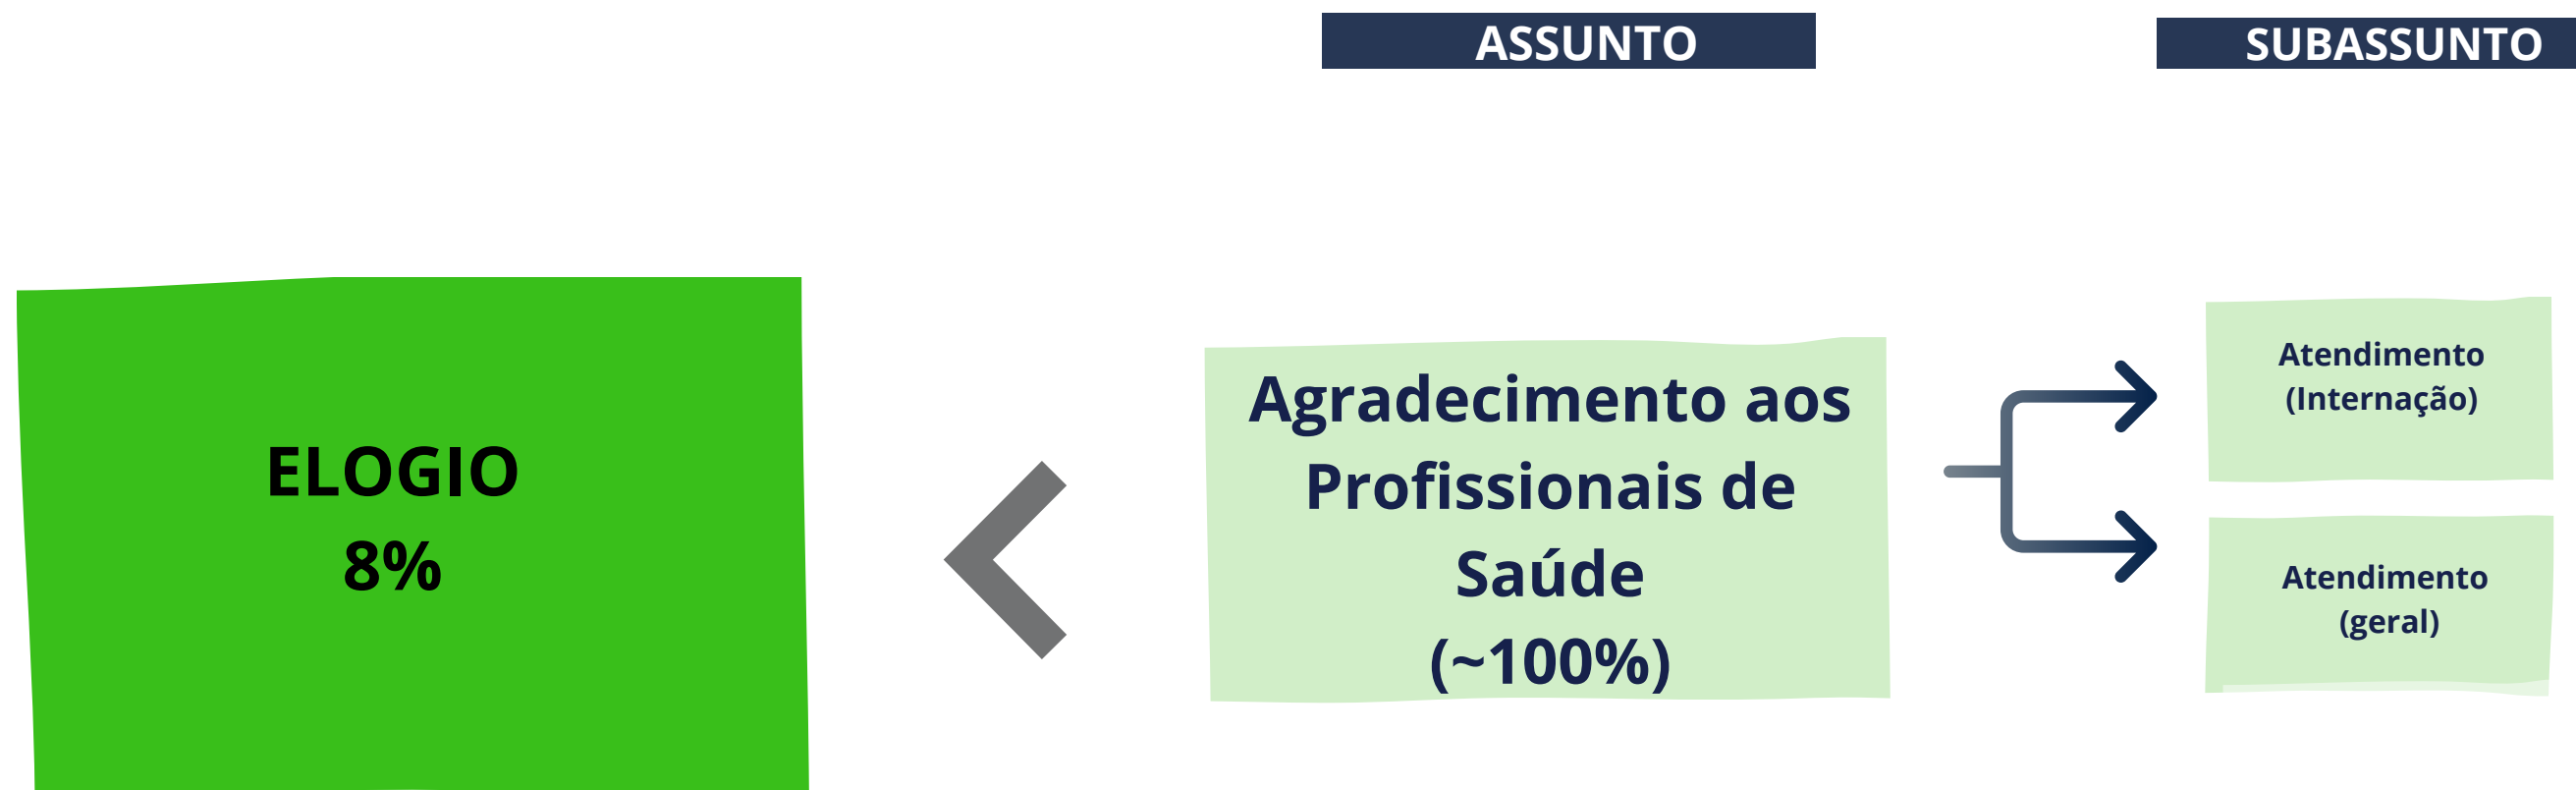 ASSUNTO
SUBASSUNTO
ELOGIO
8%
Agradecimento aos
Profissionais de
Saúde
(~100%)
Atendimento
(Internação)
Atendimento
(geral)